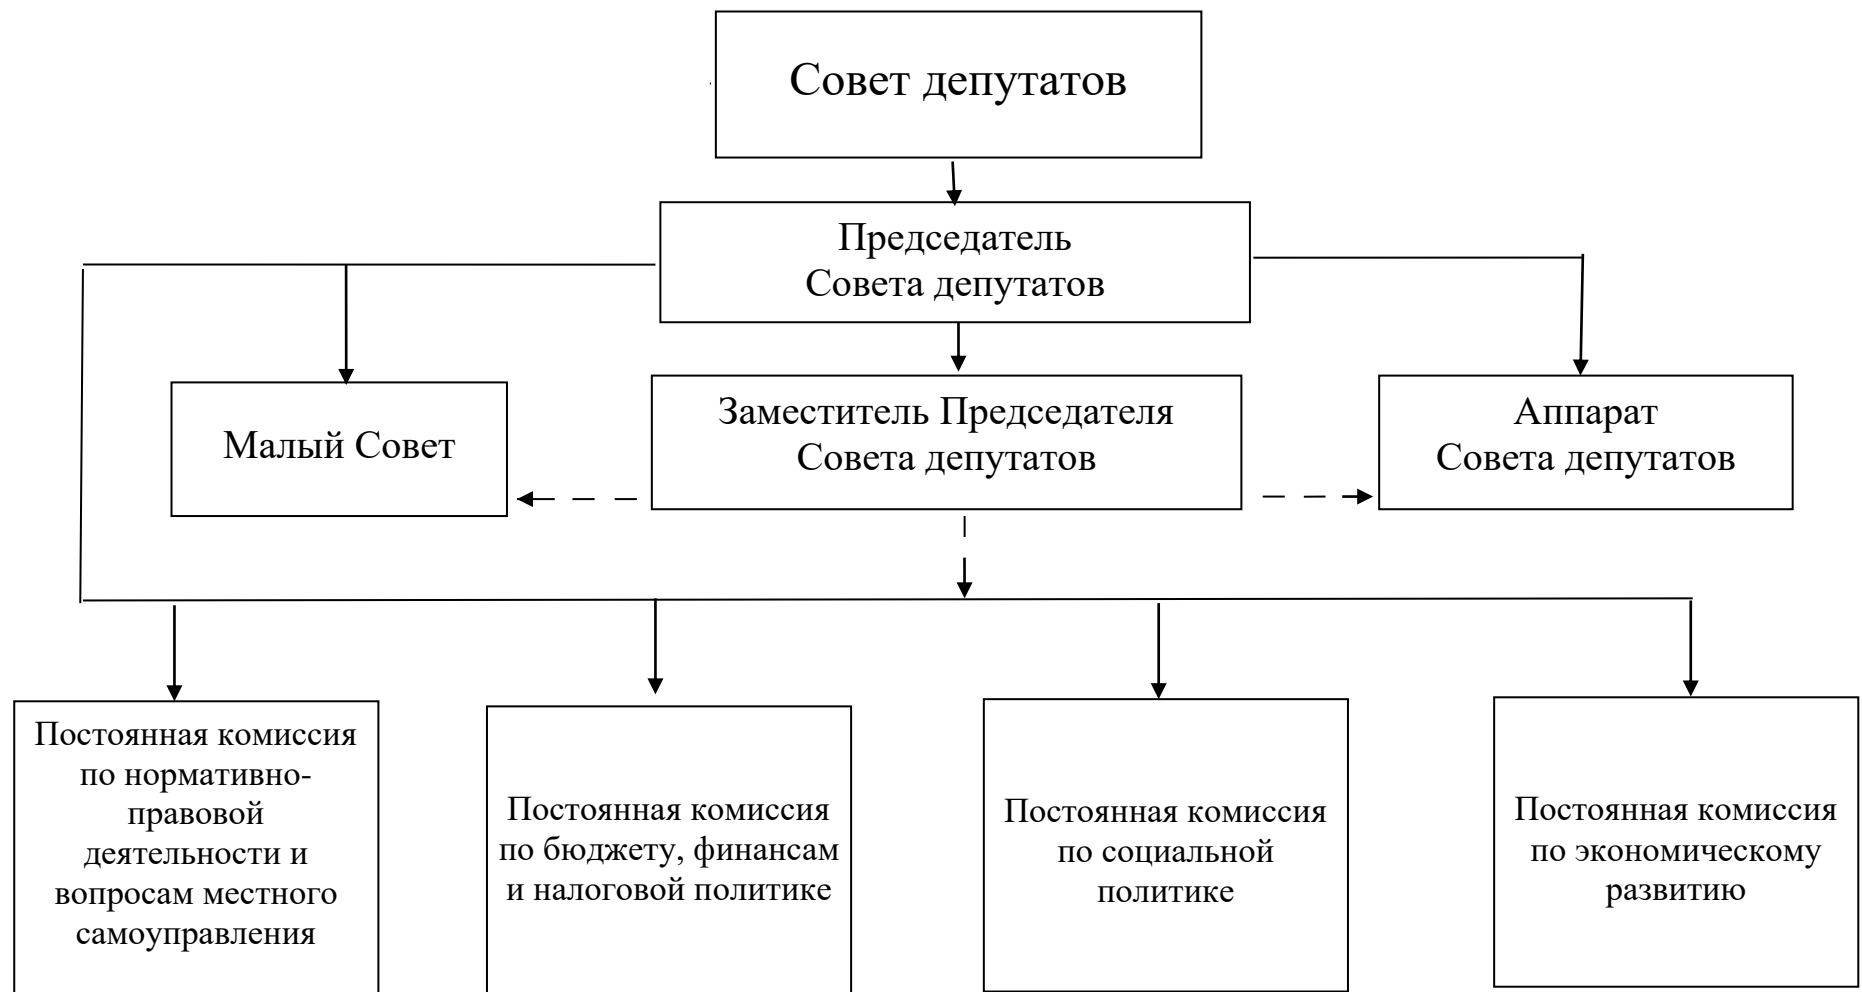 Совет депутатов
Председатель
Совета депутатов
Малый Совет
Заместитель Председателя
Совета депутатов
Аппарат
Совета депутатов
Постоянная комиссия
по нормативно-
правовой
деятельности и
вопросам местного
самоуправления
Постоянная комиссия
по бюджету, финансам
и налоговой политике
Постоянная комиссия
по социальной
политике
Постоянная комиссия
по экономическому
развитию